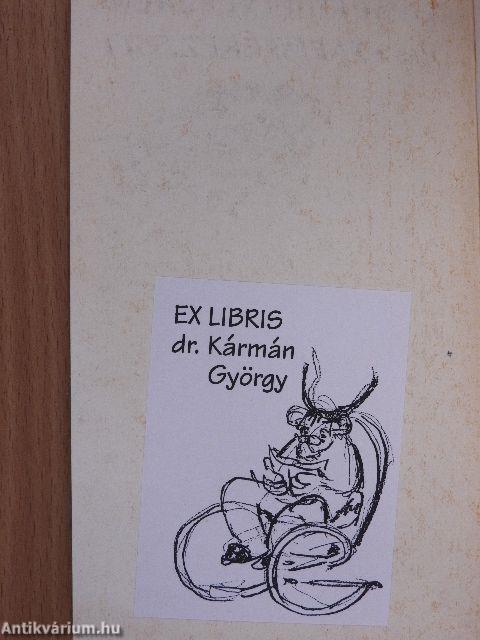 EX LIBRIS
dr. Kármán
György
Antikvárium.hu